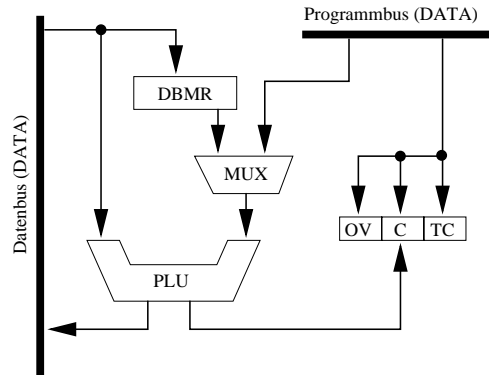 Programmbus (DATA)
Datenbus (DATA)
DBMR
MUX
OV C TC
PLU